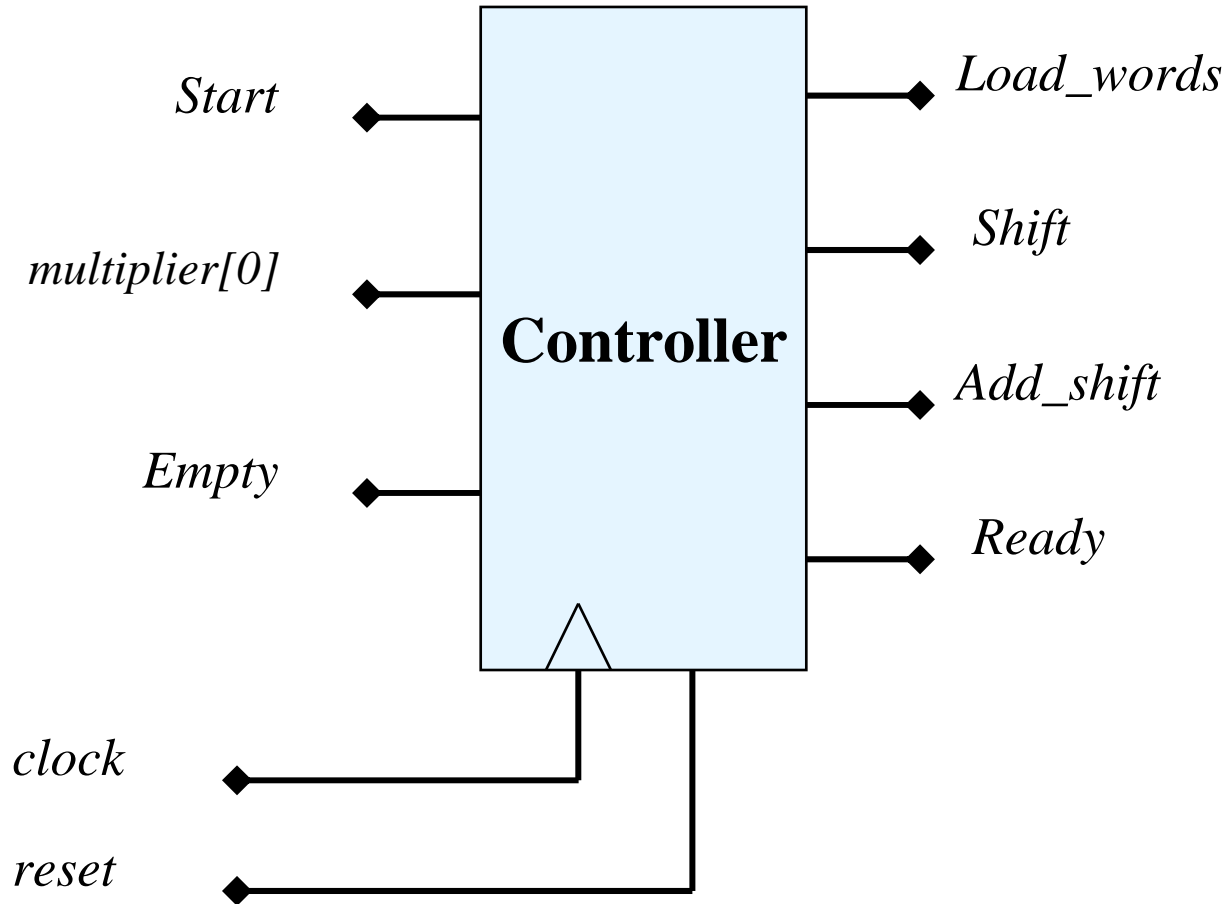 Start
multiplier[0]
Empty
Controller
Load_words
Shift
Add_shift
Ready
clock
reset